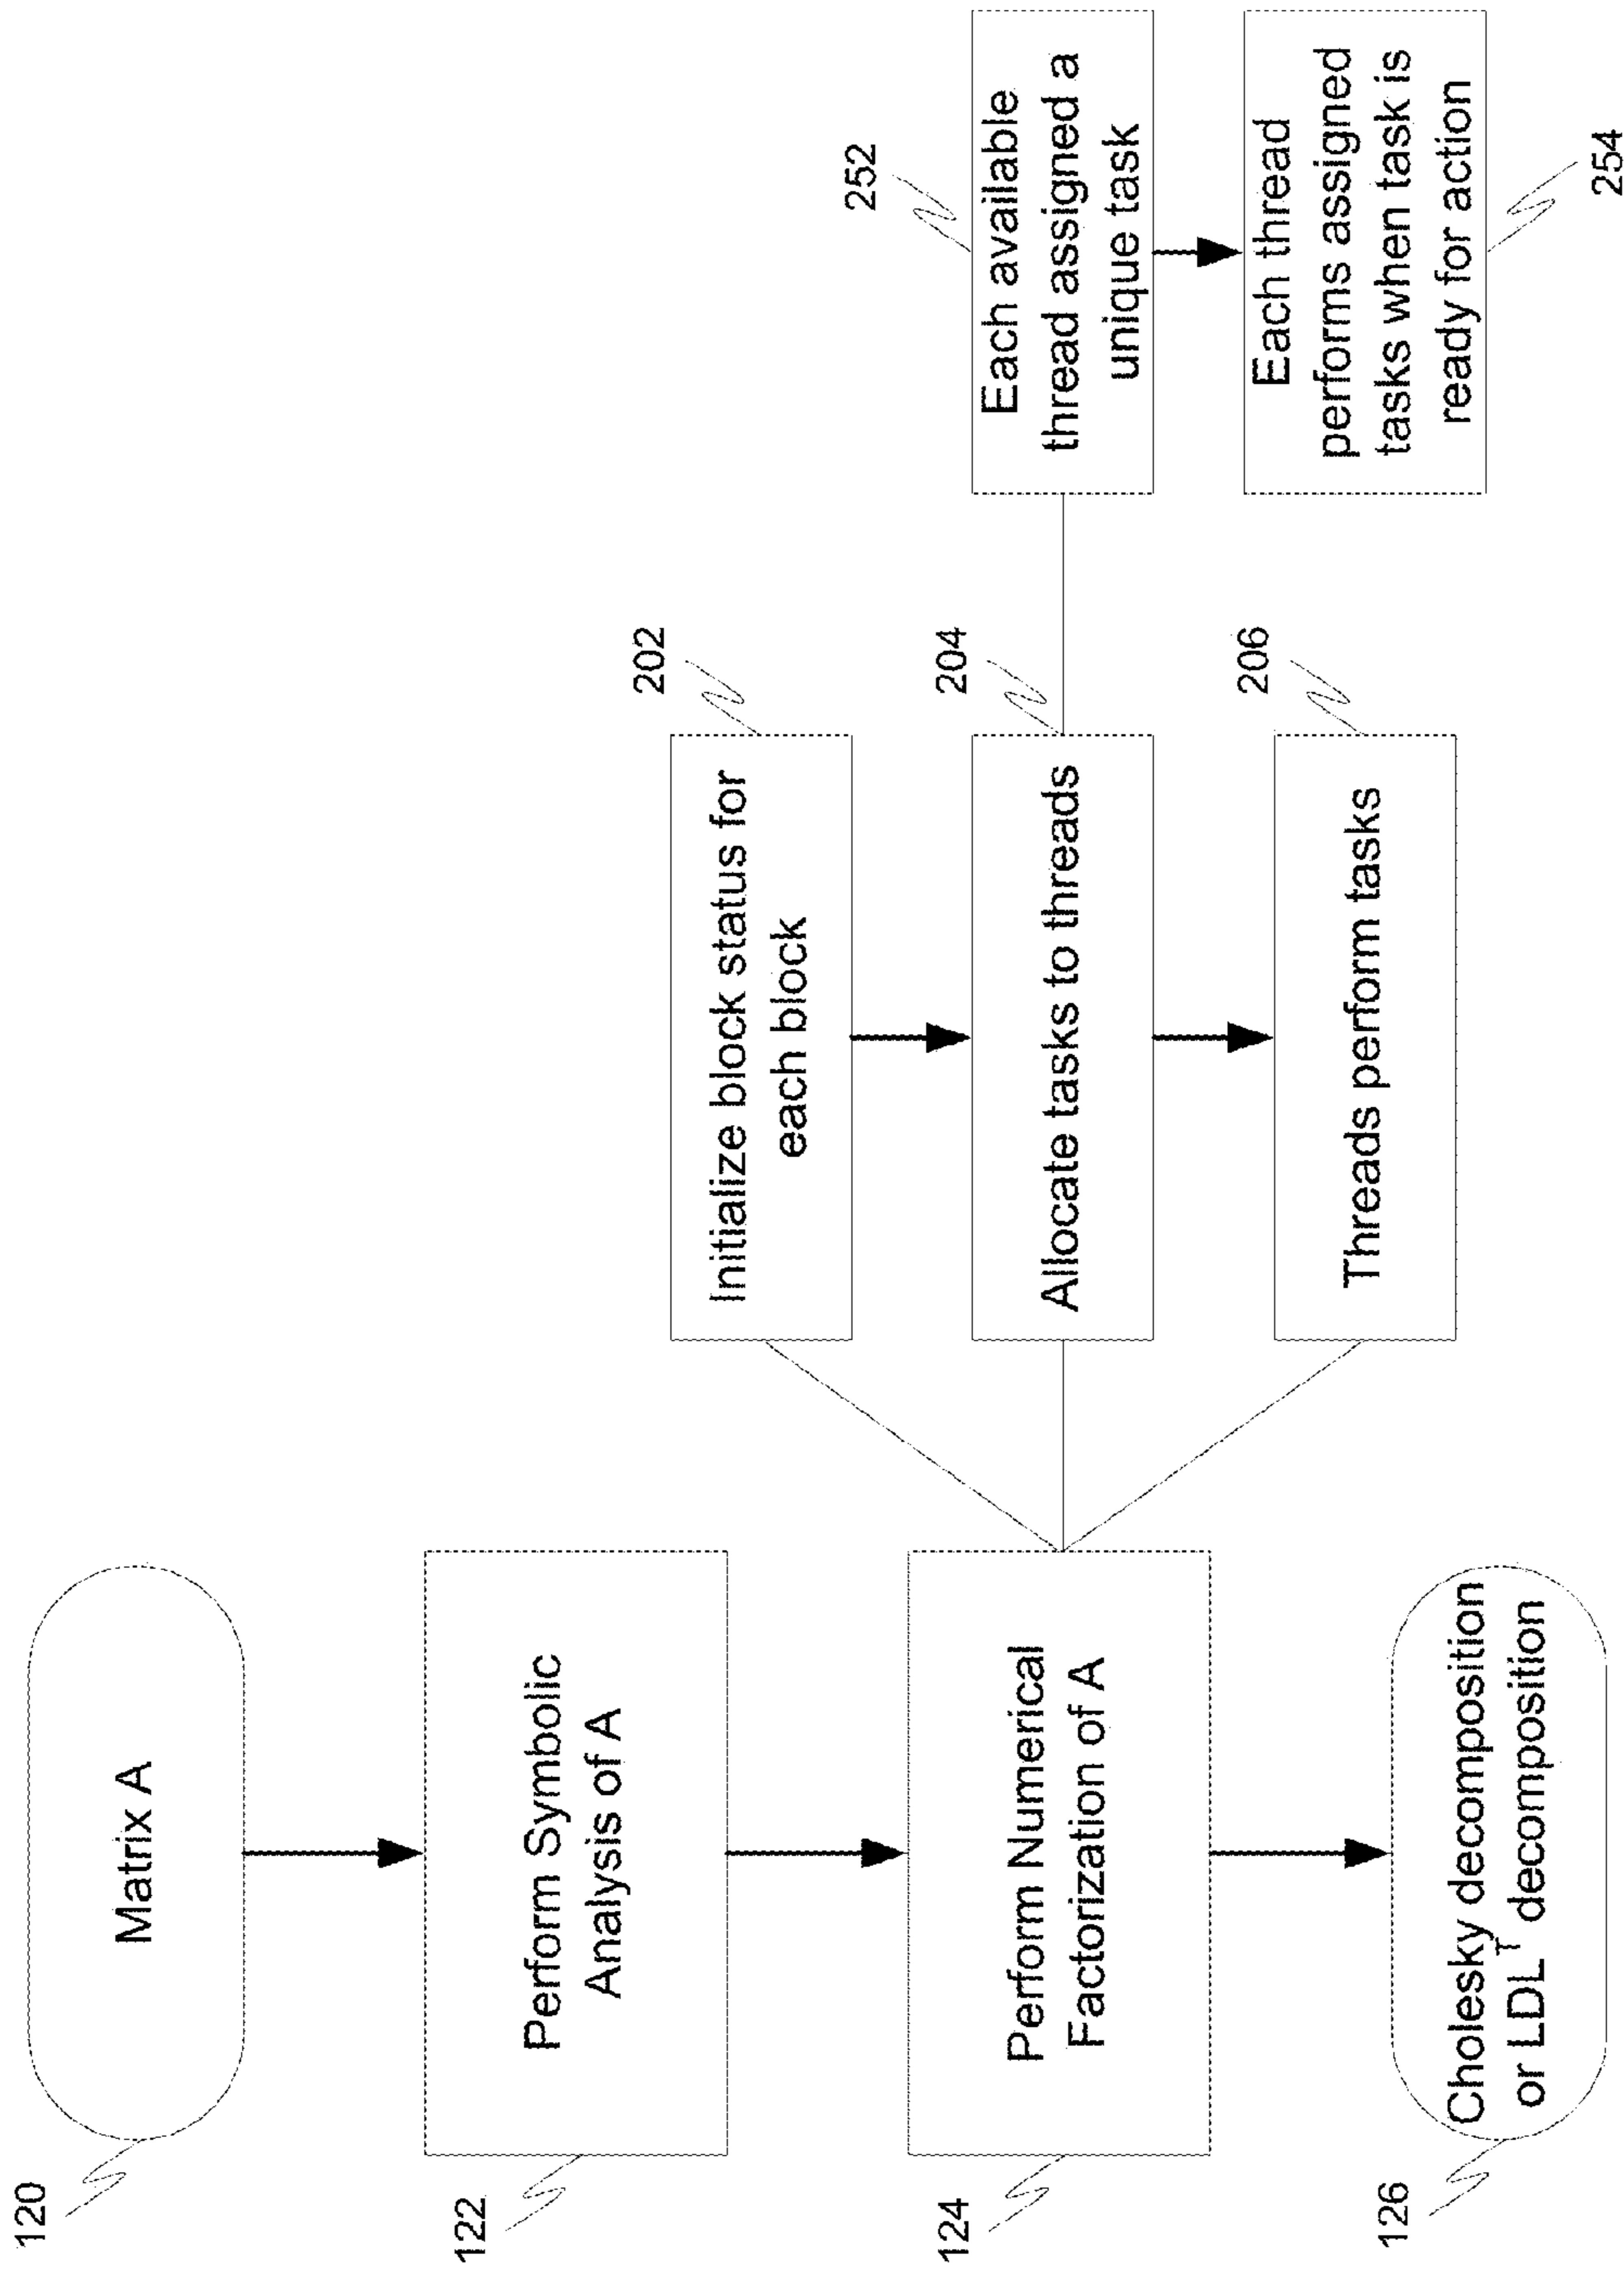 120
Matrix A
122
Perform Symbolic
Analysis of A
124
Perform Numerical
Factorization of A
126
Cholesky decomposition
or LDLᵀ decomposition
202
Initialize block status for
each block
204
Allocate tasks to threads
206
Threads perform tasks
252
Each available
thread assigned a
unique task
254
Each thread
performs assigned
tasks when task is
ready for action